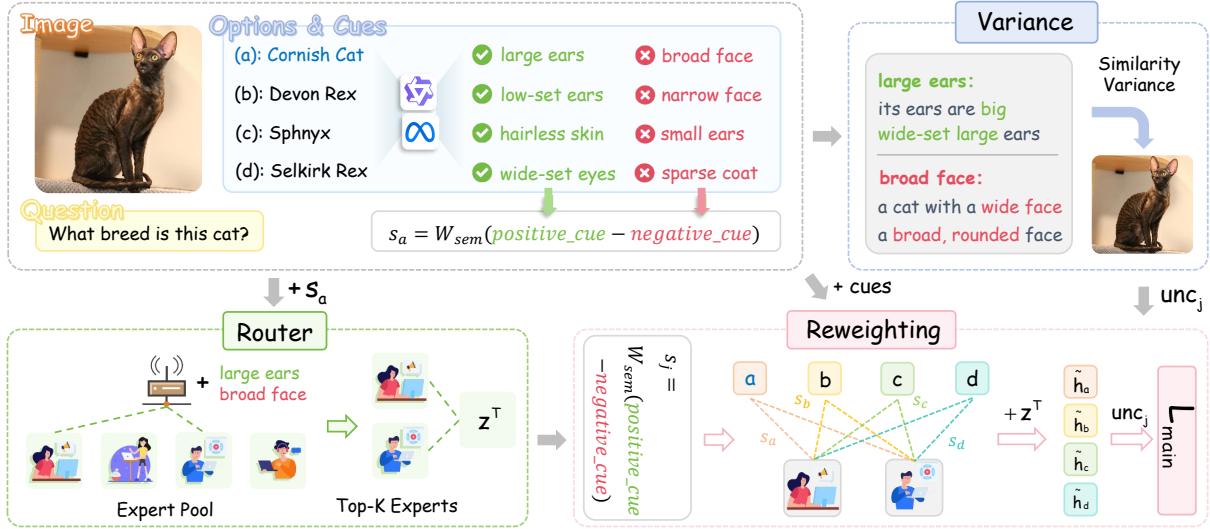 Image
Options & Cues
(a): Cornish Cat
(b): Devon Rex
(c): Sphnyx
(d): Selkirk Rex
large ears
low-set ears
hairless skin
wide-set eyes
broad face
narrow face
small ears
sparse coat
Question
What breed is this cat?
s_a = W_sem(positive_cue − negative_cue)
Variance
large ears:
its ears are big
wide-set large ears
broad face:
a cat with a wide face
a broad, rounded face
Similarity
Variance
+ s_a
+ cues
unc_j
Router
+
large ears
broad face
Expert Pool
Top-K Experts
z^T
Reweighting
s_j =
W_sem(positive_cue
−negative_cue)
a
b
c
d
s_a
s_b
s_c
s_d
+z^T
h̃_a
h̃_b
h̃_c
h̃_d
unc_j
L_main